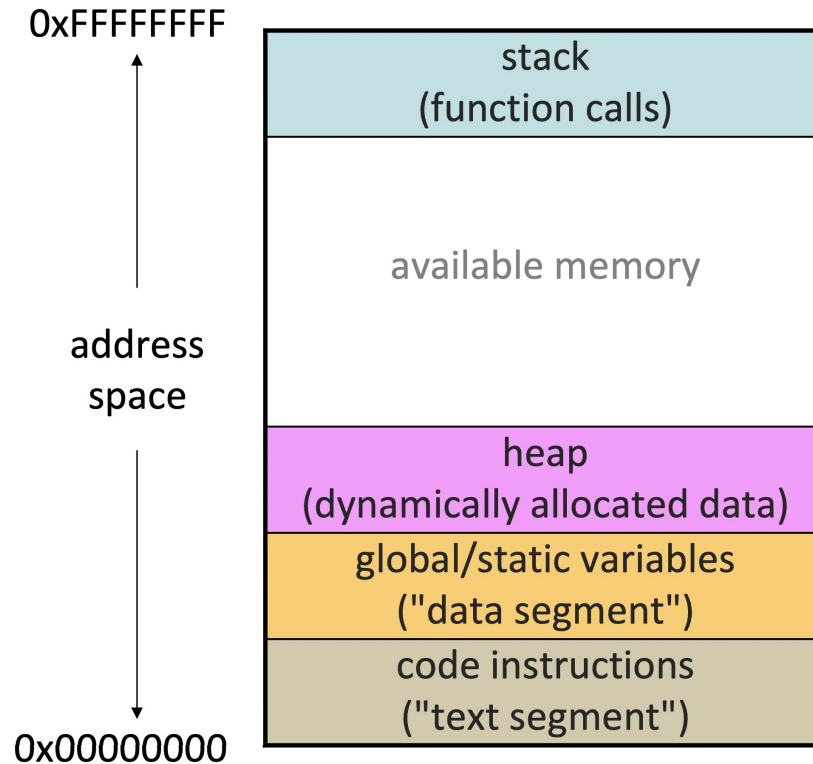 0xFFFFFFFF
stack
(function calls)
available memory
address
space
heap
(dynamically allocated data)
global/static variables
("data segment")
code instructions
("text segment")
0x00000000